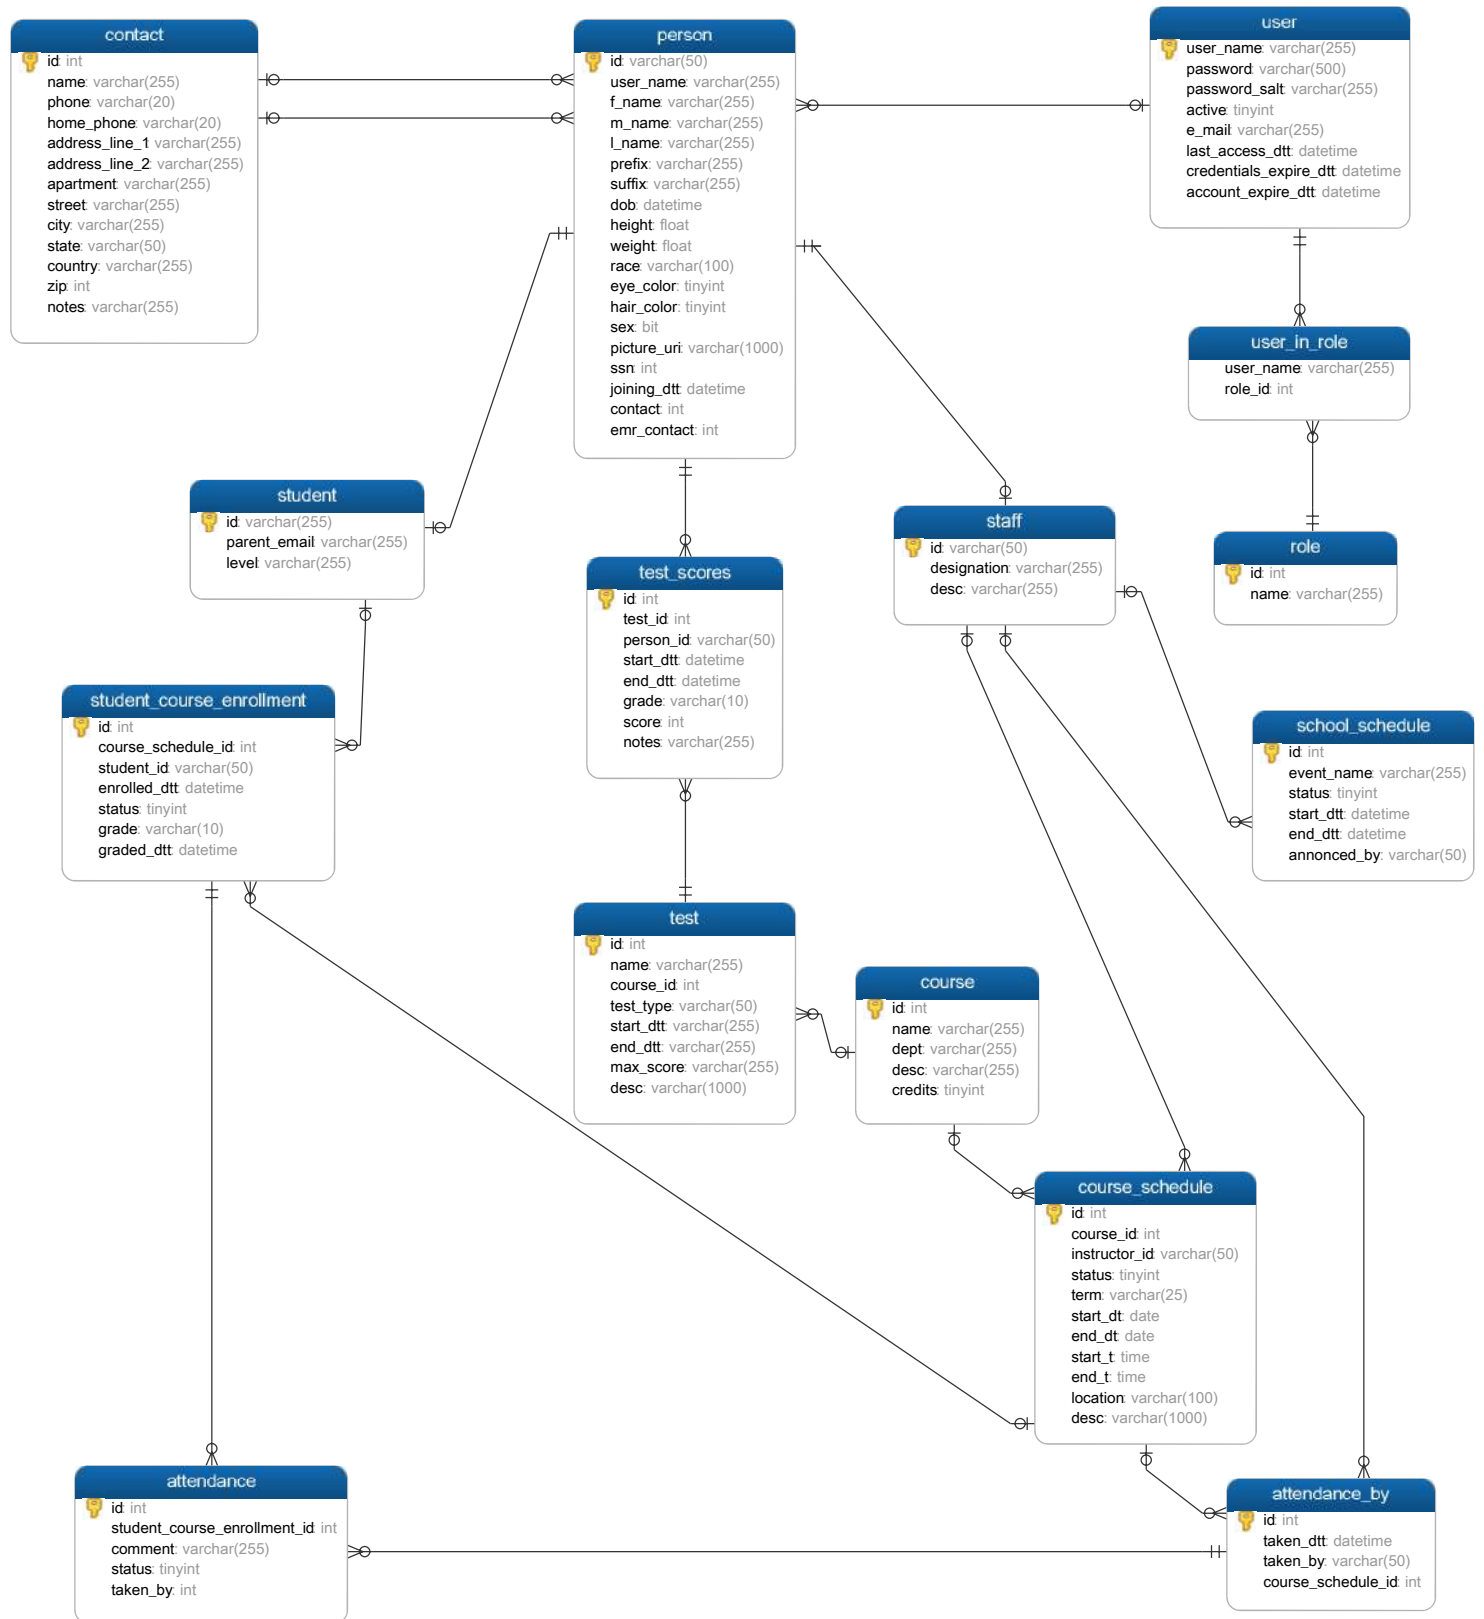 contact
id: int
name: varchar(255)
phone: varchar(20)
home_phone: varchar(20)
address_line_1: varchar(255)
address_line_2: varchar(255)
apartment: varchar(255)
street: varchar(255)
city: varchar(255)
state: varchar(50)
country: varchar(255)
zip: int
notes: varchar(255)
person
id: varchar(50)
user_name: varchar(255)
f_name: varchar(255)
m_name: varchar(255)
l_name: varchar(255)
prefix: varchar(255)
suffix: varchar(255)
dob: datetime
height: float
weight: float
race: varchar(100)
eye_color: tinyint
hair_color: tinyint
sex: bit
picture_uri: varchar(1000)
ssn: int
joining_dtt: datetime
contact: int
emr_contact: int
user
user_name: varchar(255)
password: varchar(500)
password_salt: varchar(255)
active: tinyint
e_mail: varchar(255)
last_access_dtt: datetime
credentials_expire_dtt: datetime
account_expire_dtt: datetime
user_in_role
user_name: varchar(255)
role_id: int
role
id: int
name: varchar(255)
student
id: varchar(255)
parent_email: varchar(255)
level: varchar(255)
test_scores
id: int
test_id: int
person_id: varchar(50)
start_dtt: datetime
end_dtt: datetime
grade: varchar(10)
score: int
notes: varchar(255)
staff
id: varchar(50)
designation: varchar(255)
desc: varchar(255)
student_course_enrollment
id: int
course_schedule_id: int
student_id: varchar(50)
enrolled_dtt: datetime
status: tinyint
grade: varchar(10)
graded_dtt: datetime
school_schedule
id: int
event_name: varchar(255)
status: tinyint
start_dtt: datetime
end_dtt: datetime
annonced_by: varchar(50)
test
id: int
name: varchar(255)
course_id: int
test_type: varchar(50)
start_dtt: varchar(255)
end_dtt: varchar(255)
max_score: varchar(255)
desc: varchar(1000)
course
id: int
name: varchar(255)
dept: varchar(255)
desc: varchar(255)
credits: tinyint
course_schedule
id: int
course_id: int
instructor_id: varchar(50)
status: tinyint
term: varchar(25)
start_dt: date
end_dt: date
start_t: time
end_t: time
location: varchar(100)
desc: varchar(1000)
attendance
id: int
student_course_enrollment_id: int
comment: varchar(255)
status: tinyint
taken_by: int
attendance_by
id: int
taken_dtt: datetime
taken_by: varchar(50)
course_schedule_id: int